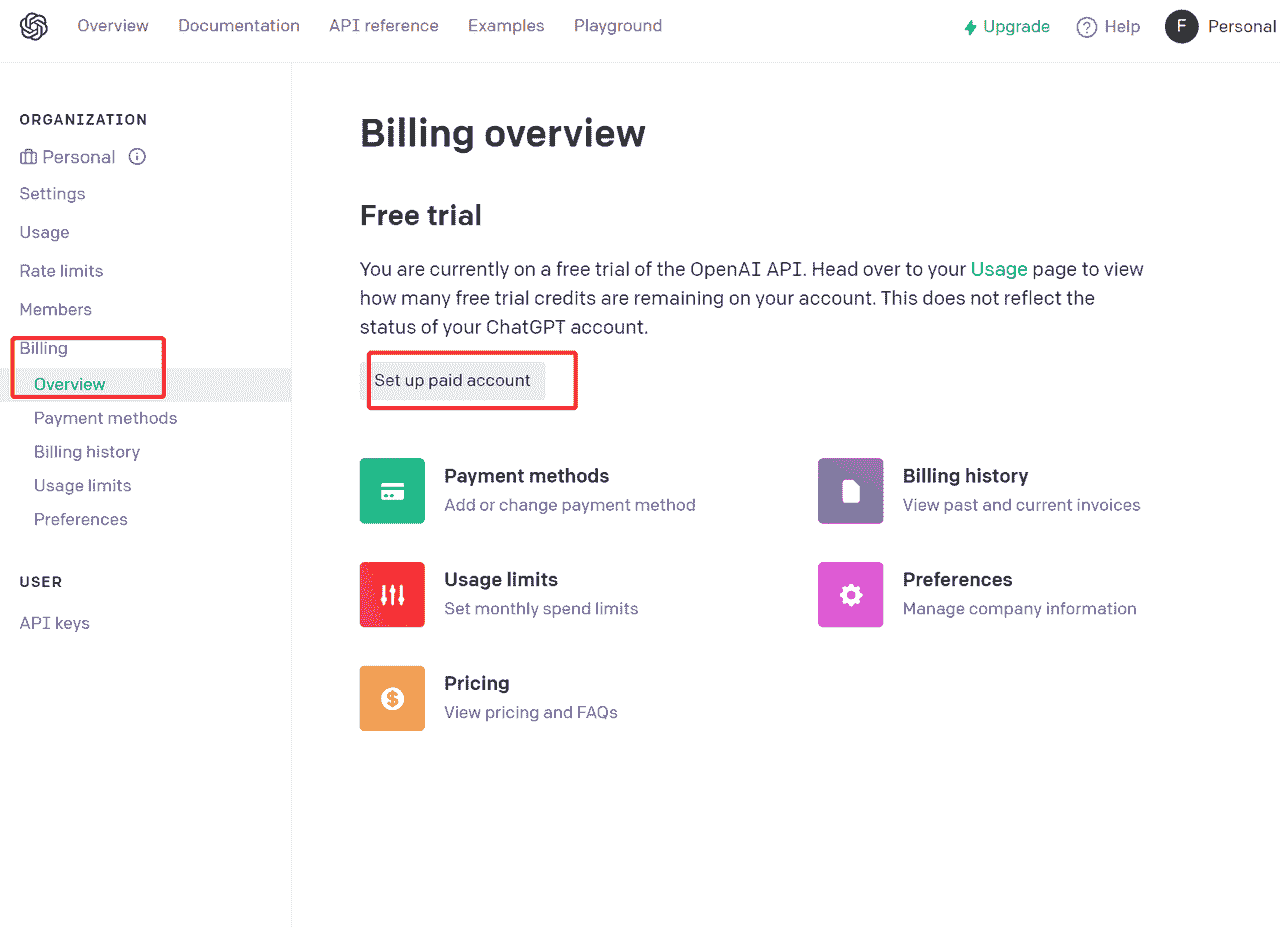 Overview Documentation API reference Examples Playground Upgrade Help F Personal
ORGANIZATION
Personal
Settings
Usage
Rate limits
Members
Billing
Overview
Payment methods
Billing history
Usage limits
Preferences
USER
API keys
Billing overview
Free trial
You are currently on a free trial of the OpenAI API. Head over to your Usage page to view
how many free trial credits are remaining on your account. This does not reflect the
status of your ChatGPT account.
Set up paid account
Payment methods
Add or change payment method
Billing history
View past and current invoices
Usage limits
Set monthly spend limits
Preferences
Manage company information
Pricing
View pricing and FAQs